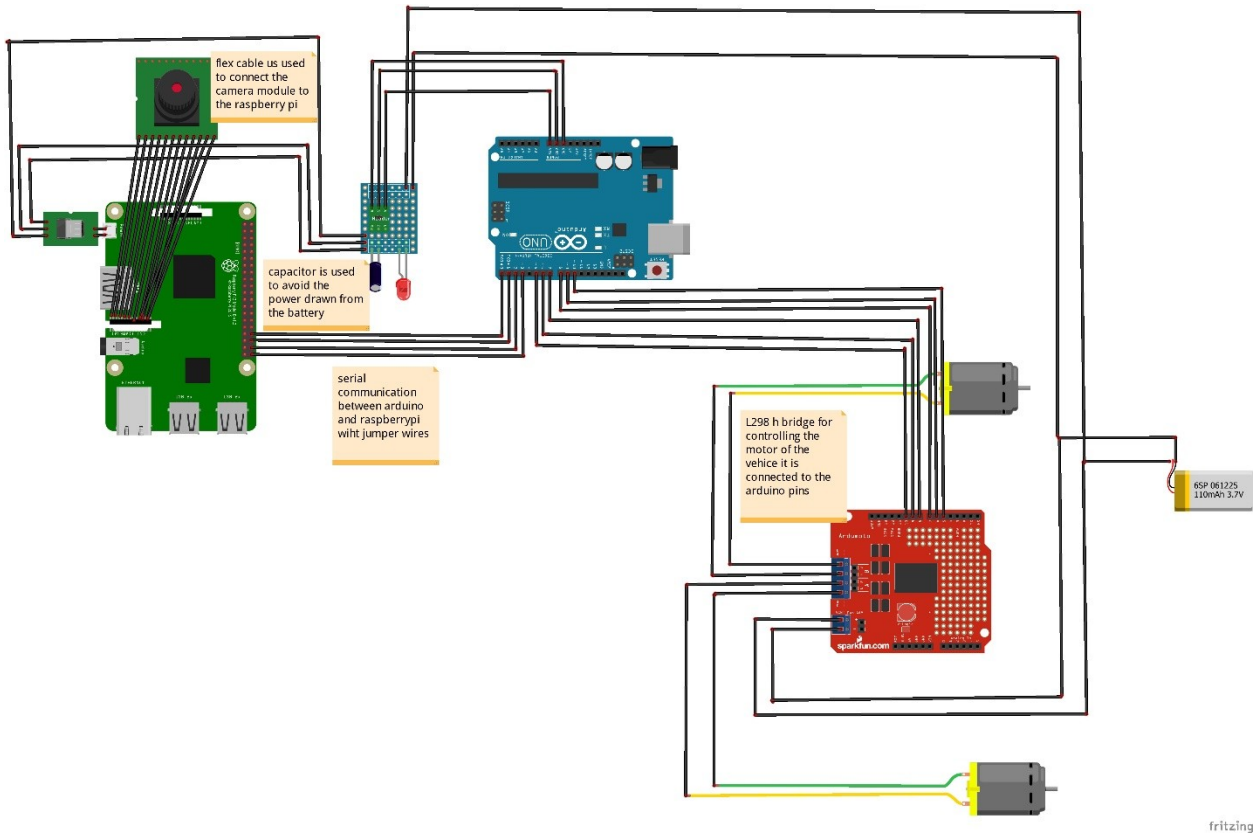 flex cable us used
to connect the
camera module to
the raspberry pi
capacitor is used
to avoid the
power drawn from
the battery
serial
communication
between arduino
and raspberrypi
wiht jumper wires
UNO
Arduino
L298 h bridge for
controlling the
motor of the
vehice it is
connected to the
arduino pins
6SP 061225
110mAh 3.7V
Ardumoto
sparkfun.com
fritzing